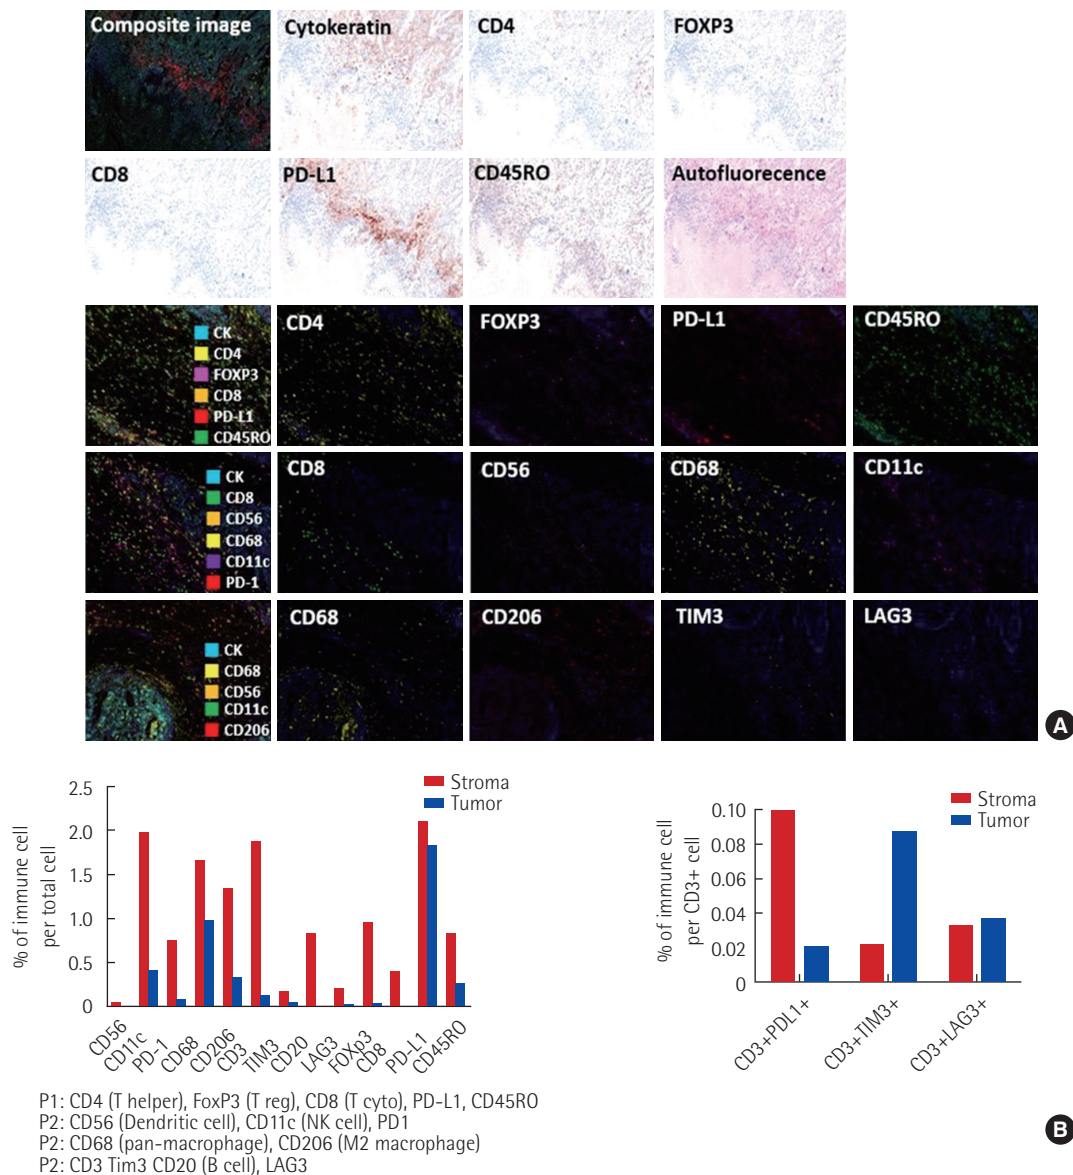 Composite image
Cytokeratin
CD4
FOXP3
CD8
PD-L1
CD45RO
Autofluorecence
CK
CD4
FOXP3
CD8
PD-L1
CD45RO
CD4
FOXP3
PD-L1
CD45RO
CK
CD8
CD56
CD68
CD11c
PD-1
CD8
CD56
CD68
CD11c
CK
CD68
CD56
CD11c
CD206
CD68
CD206
TIM3
LAG3
A
% of immune cell
per total cell
2.5
2.0
1.5
1.0
0.5
0
Stroma
Tumor
CD56
CD11c
PD-1
CD68
CD206
CD3
TIM3
CD20
LAG3
FOXp3
CD8
PD-L1
CD45RO
% of immune cell
per CD3+ cell
0.10
0.08
0.06
0.04
0.02
0
Stroma
Tumor
CD3+PDL1+
CD3+TIM3+
CD3+LAG3+
P1: CD4 (T helper), FoxP3 (T reg), CD8 (T cyto), PD-L1, CD45RO
P2: CD56 (Dendritic cell), CD11c (NK cell), PD1
P2: CD68 (pan-macrophage), CD206 (M2 macrophage)
P2: CD3 Tim3 CD20 (B cell), LAG3
B